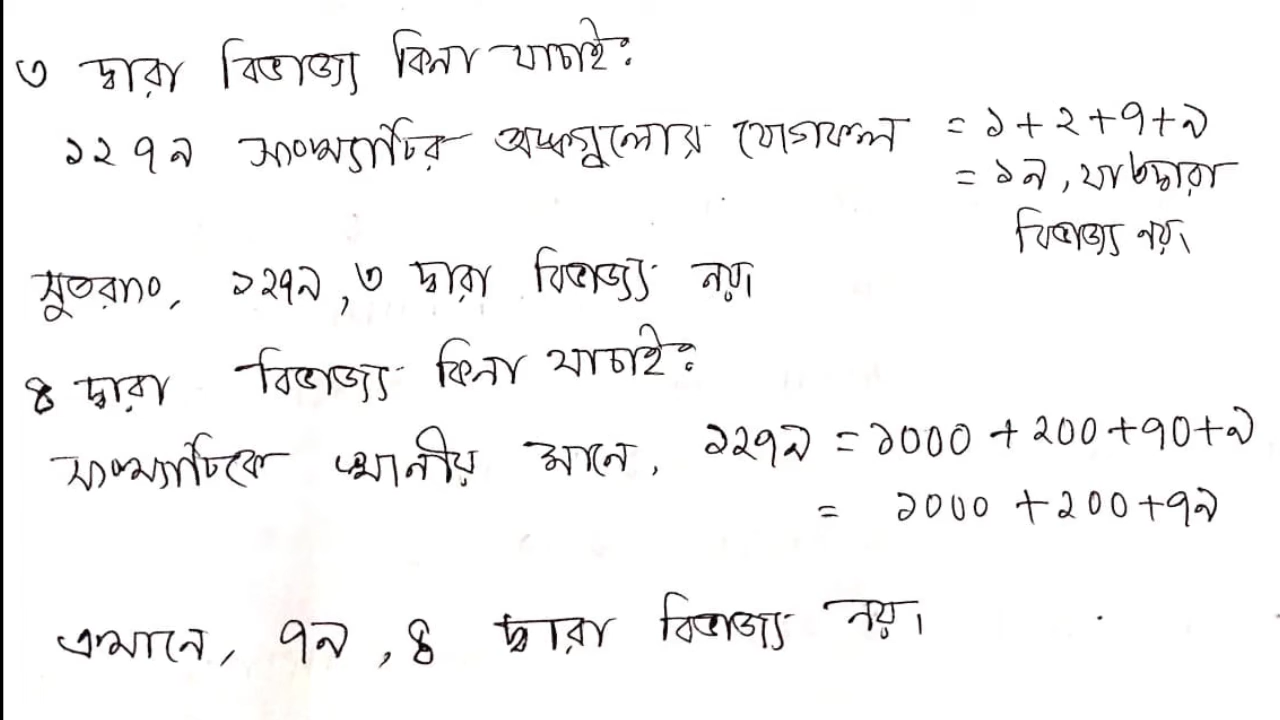 ৩ দ্বারা বিভাজ্য কিনা যাচাই:
১২৭৯ সংখ্যাটির অঙ্কগুলোর যোগফল = ১+২+৭+৯
= ১৯, যা ৩ দ্বারা
বিভাজ্য নয়।
সুতরাং, ১২৭৯, ৩ দ্বারা বিভাজ্য নয়।
৪ দ্বারা বিভাজ্য কিনা যাচাই:
সংখ্যাটিকে স্থানীয় মানে, ১২৭৯ = ১০০০ + ২০০ + ৭০ + ৯
= ১০০০ + ২০০ + ৭৯
এখানে, ৭৯, ৪ দ্বারা বিভাজ্য নয়।